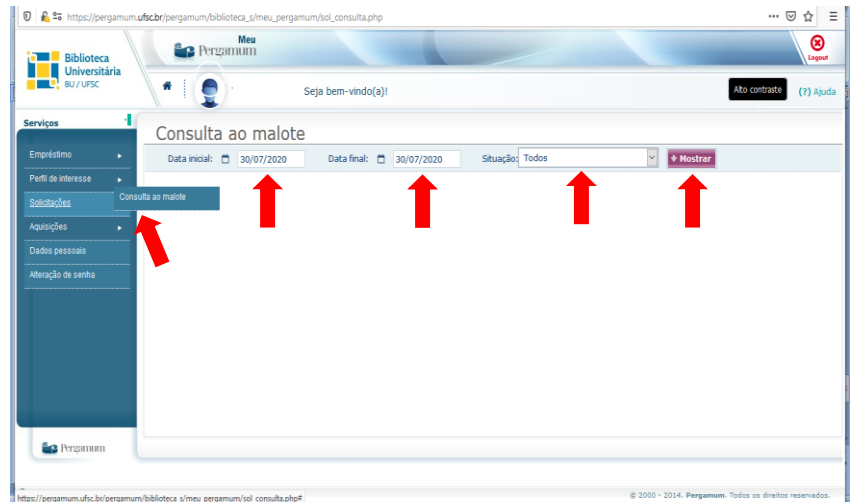 https://pergamum.ufsc.br/pergamum/biblioteca_s/meu_pergamum/sol_consulta.php
Biblioteca
Universitária
BU / UFSC
Meu
Pergamum
Logout
Seja bem-vindo(a)!
Alto contraste
(?) Ajuda
Serviços
Consulta ao malote
Data inicial: 30/07/2020 Data final: 30/07/2020 Situação: Todos Mostrar
Empréstimo
Perfil de interesse
Solicitações
Consulta ao malote
Aquisições
Dados pessoais
Alteração de senha
Pergamum
© 2000 - 2014. Pergamum. Todos os direitos reservados.
https://pergamum.ufsc.br/pergamum/biblioteca_s/meu_pergamum/sol_consulta.php#